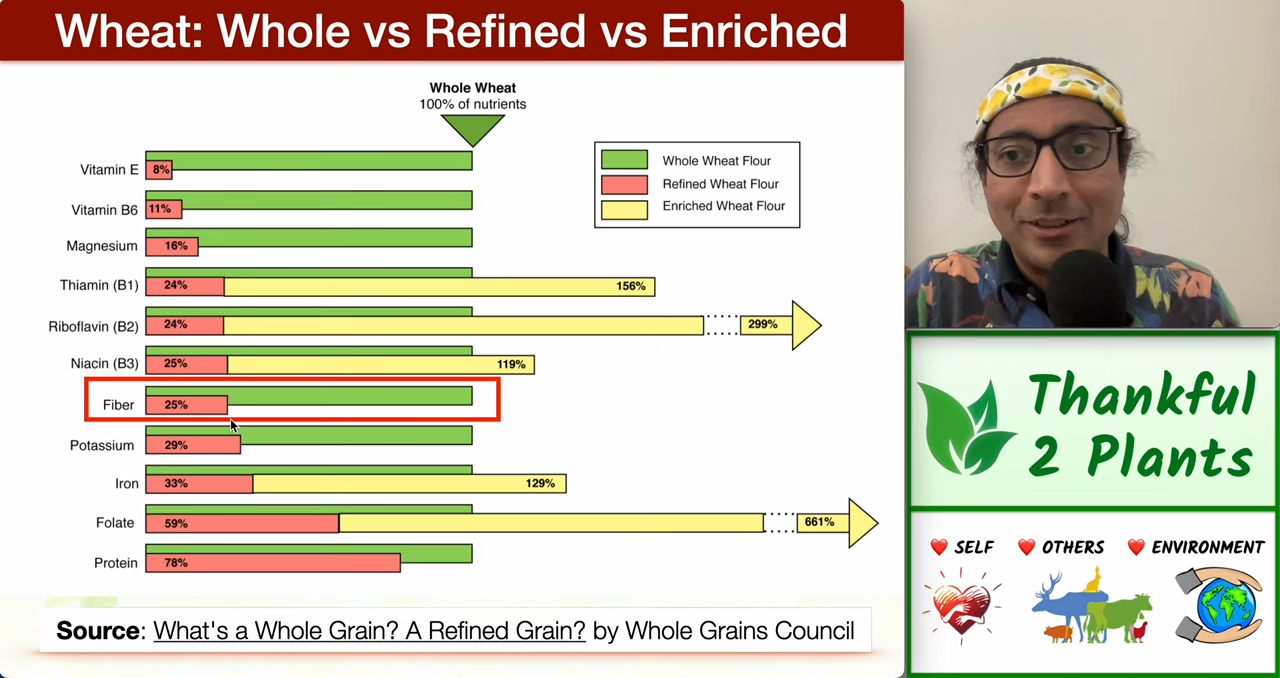 Wheat: Whole vs Refined vs Enriched
Whole Wheat
100% of nutrients
Whole Wheat Flour
Refined Wheat Flour
Enriched Wheat Flour
Vitamin E 8%
Vitamin B6 11%
Magnesium 16%
Thiamin (B1) 24% 156%
Riboflavin (B2) 24% 299%
Niacin (B3) 25% 119%
Fiber 25%
Potassium 29%
Iron 33% 129%
Folate 59% 661%
Protein 78%
Source: What's a Whole Grain? A Refined Grain? by Whole Grains Council
Thankful
2 Plants
SELF OTHERS ENVIRONMENT